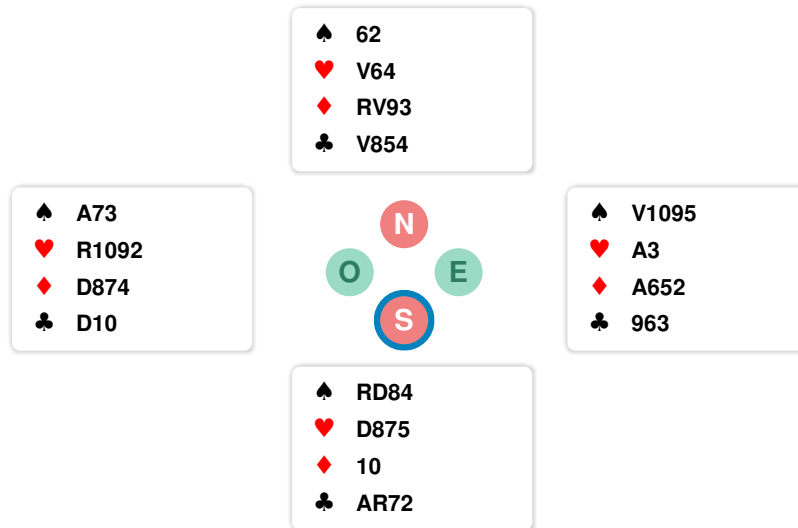 ♠ 62
♥ V64
♦ RV93
♣ V854
♠ A73
♥ R1092
♦ D874
♣ D10
N
O E
S
♠ V1095
♥ A3
♦ A652
♣ 963
♠ RD84
♥ D875
♦ 10
♣ AR72